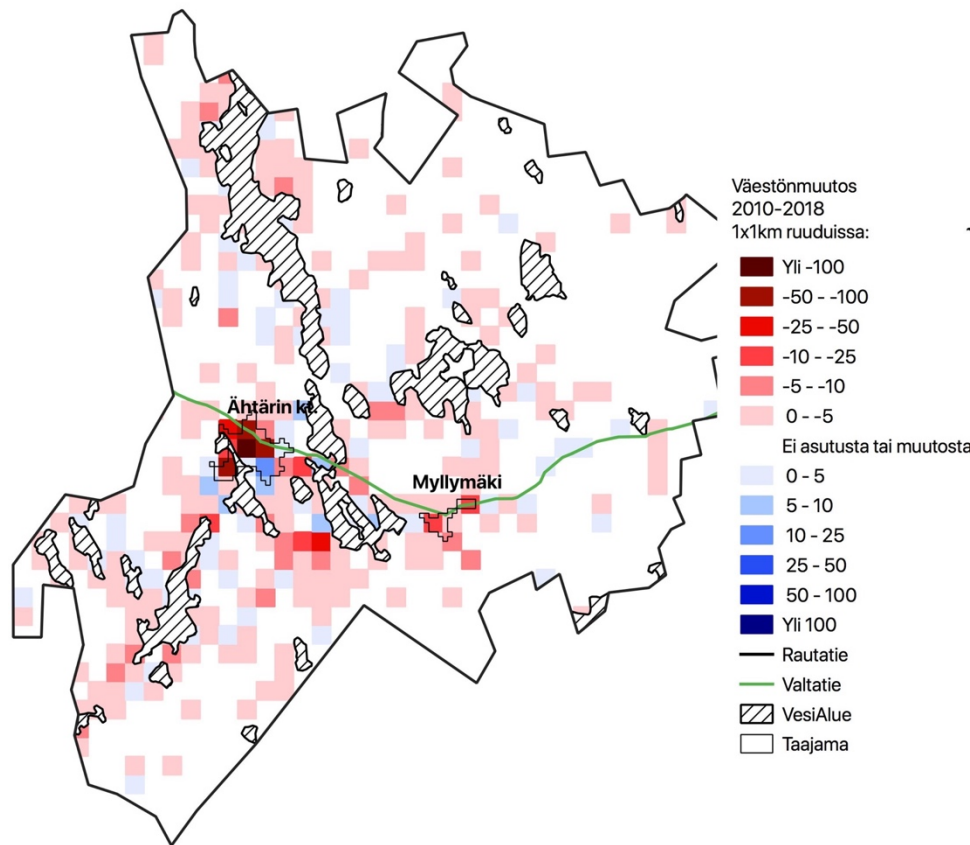 Ähtärin kt.
Myllymäki
Väestönmuutos
2010-2018
1x1km ruuduissa:
Yli -100
-50 - -100
-25 - -50
-10 - -25
-5 - -10
0 - -5
Ei asutusta tai muutosta
0 - 5
5 - 10
10 - 25
25 - 50
50 - 100
Yli 100
Rautatie
Valtatie
VesiAlue
Taajama